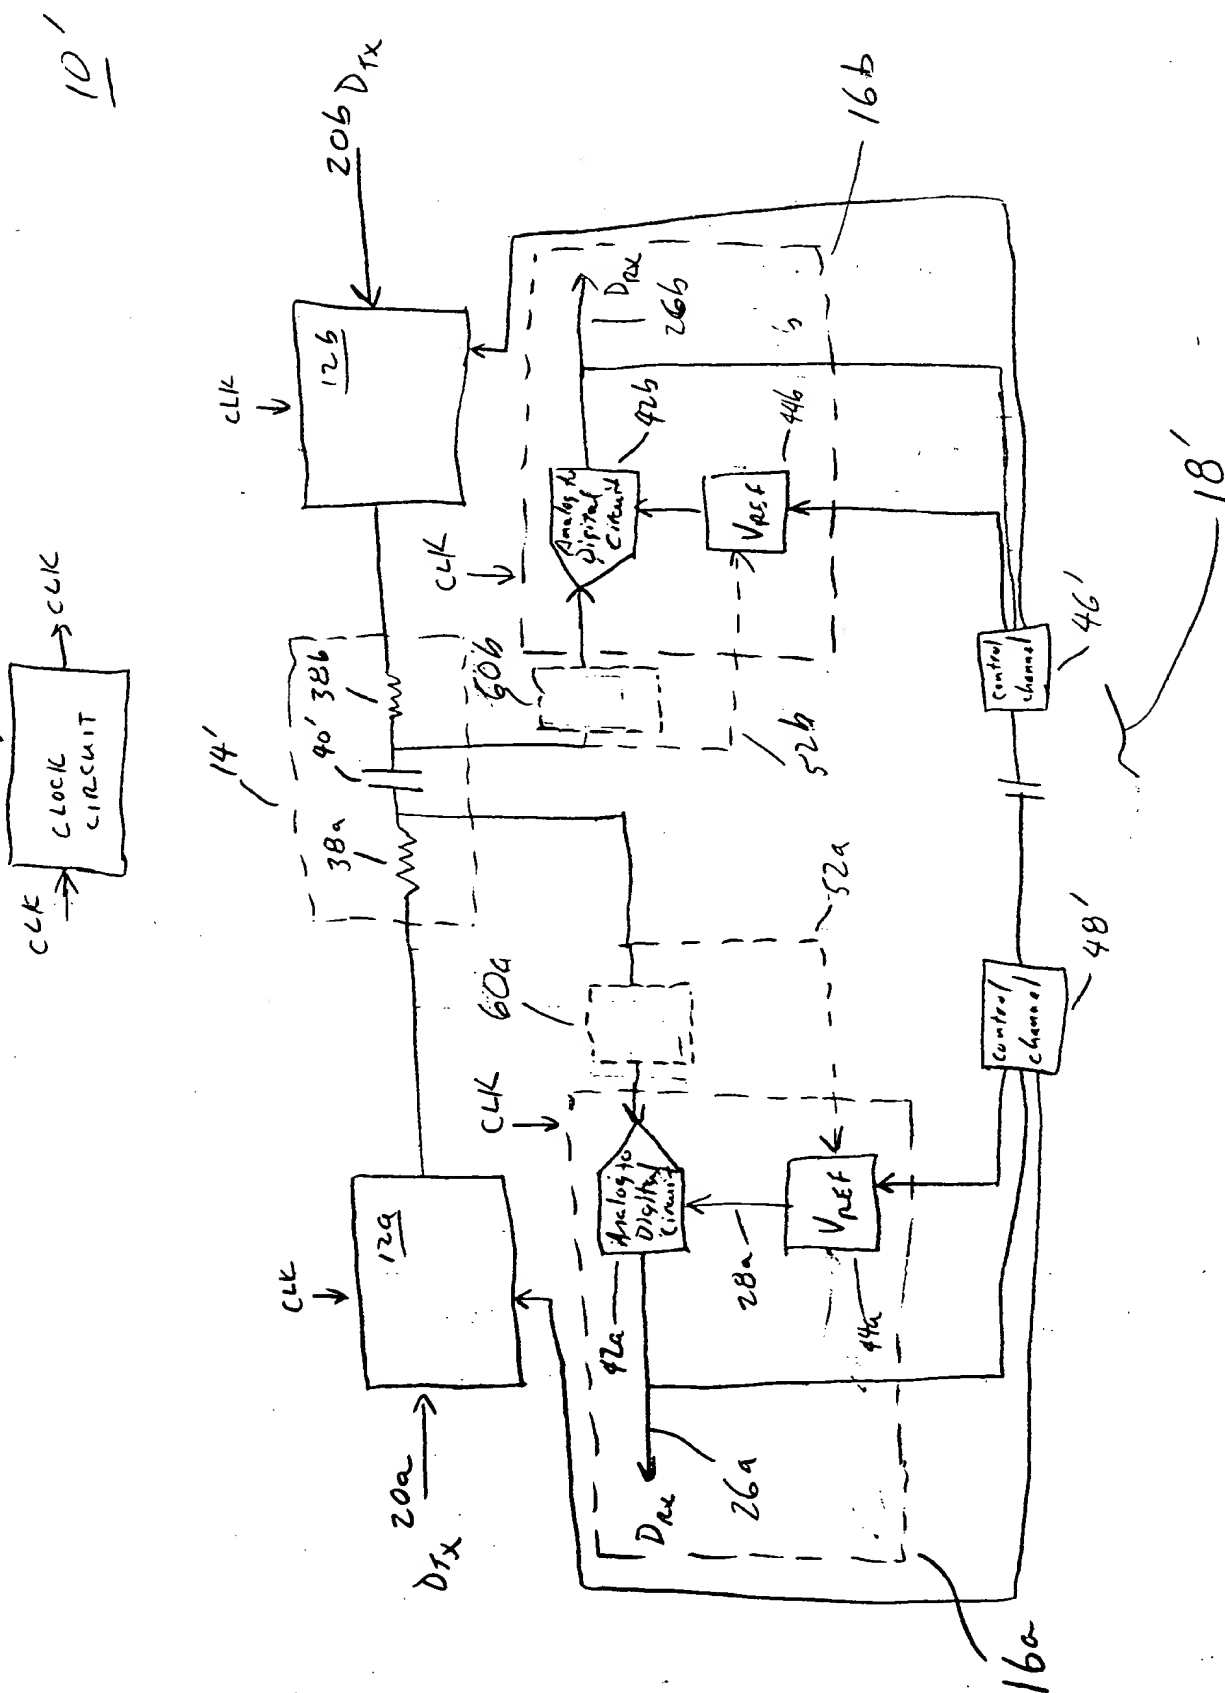 10'
CLK
CLOCK
CIRCUIT
CLK
14'
38a
40'
38b
CLK
12a
20a
DTx
CLK
12b
20b DTx
CLK
60a
CLK
60b
Analog to
Digital
Circuit
42a
DRx
26a
28a
VREF
44a
52a
16a
Analog to
Digital
Circuit
42b
DRx
26b
VREF
44b
52b
16b
control
channel
48'
control
channel
46'
18'